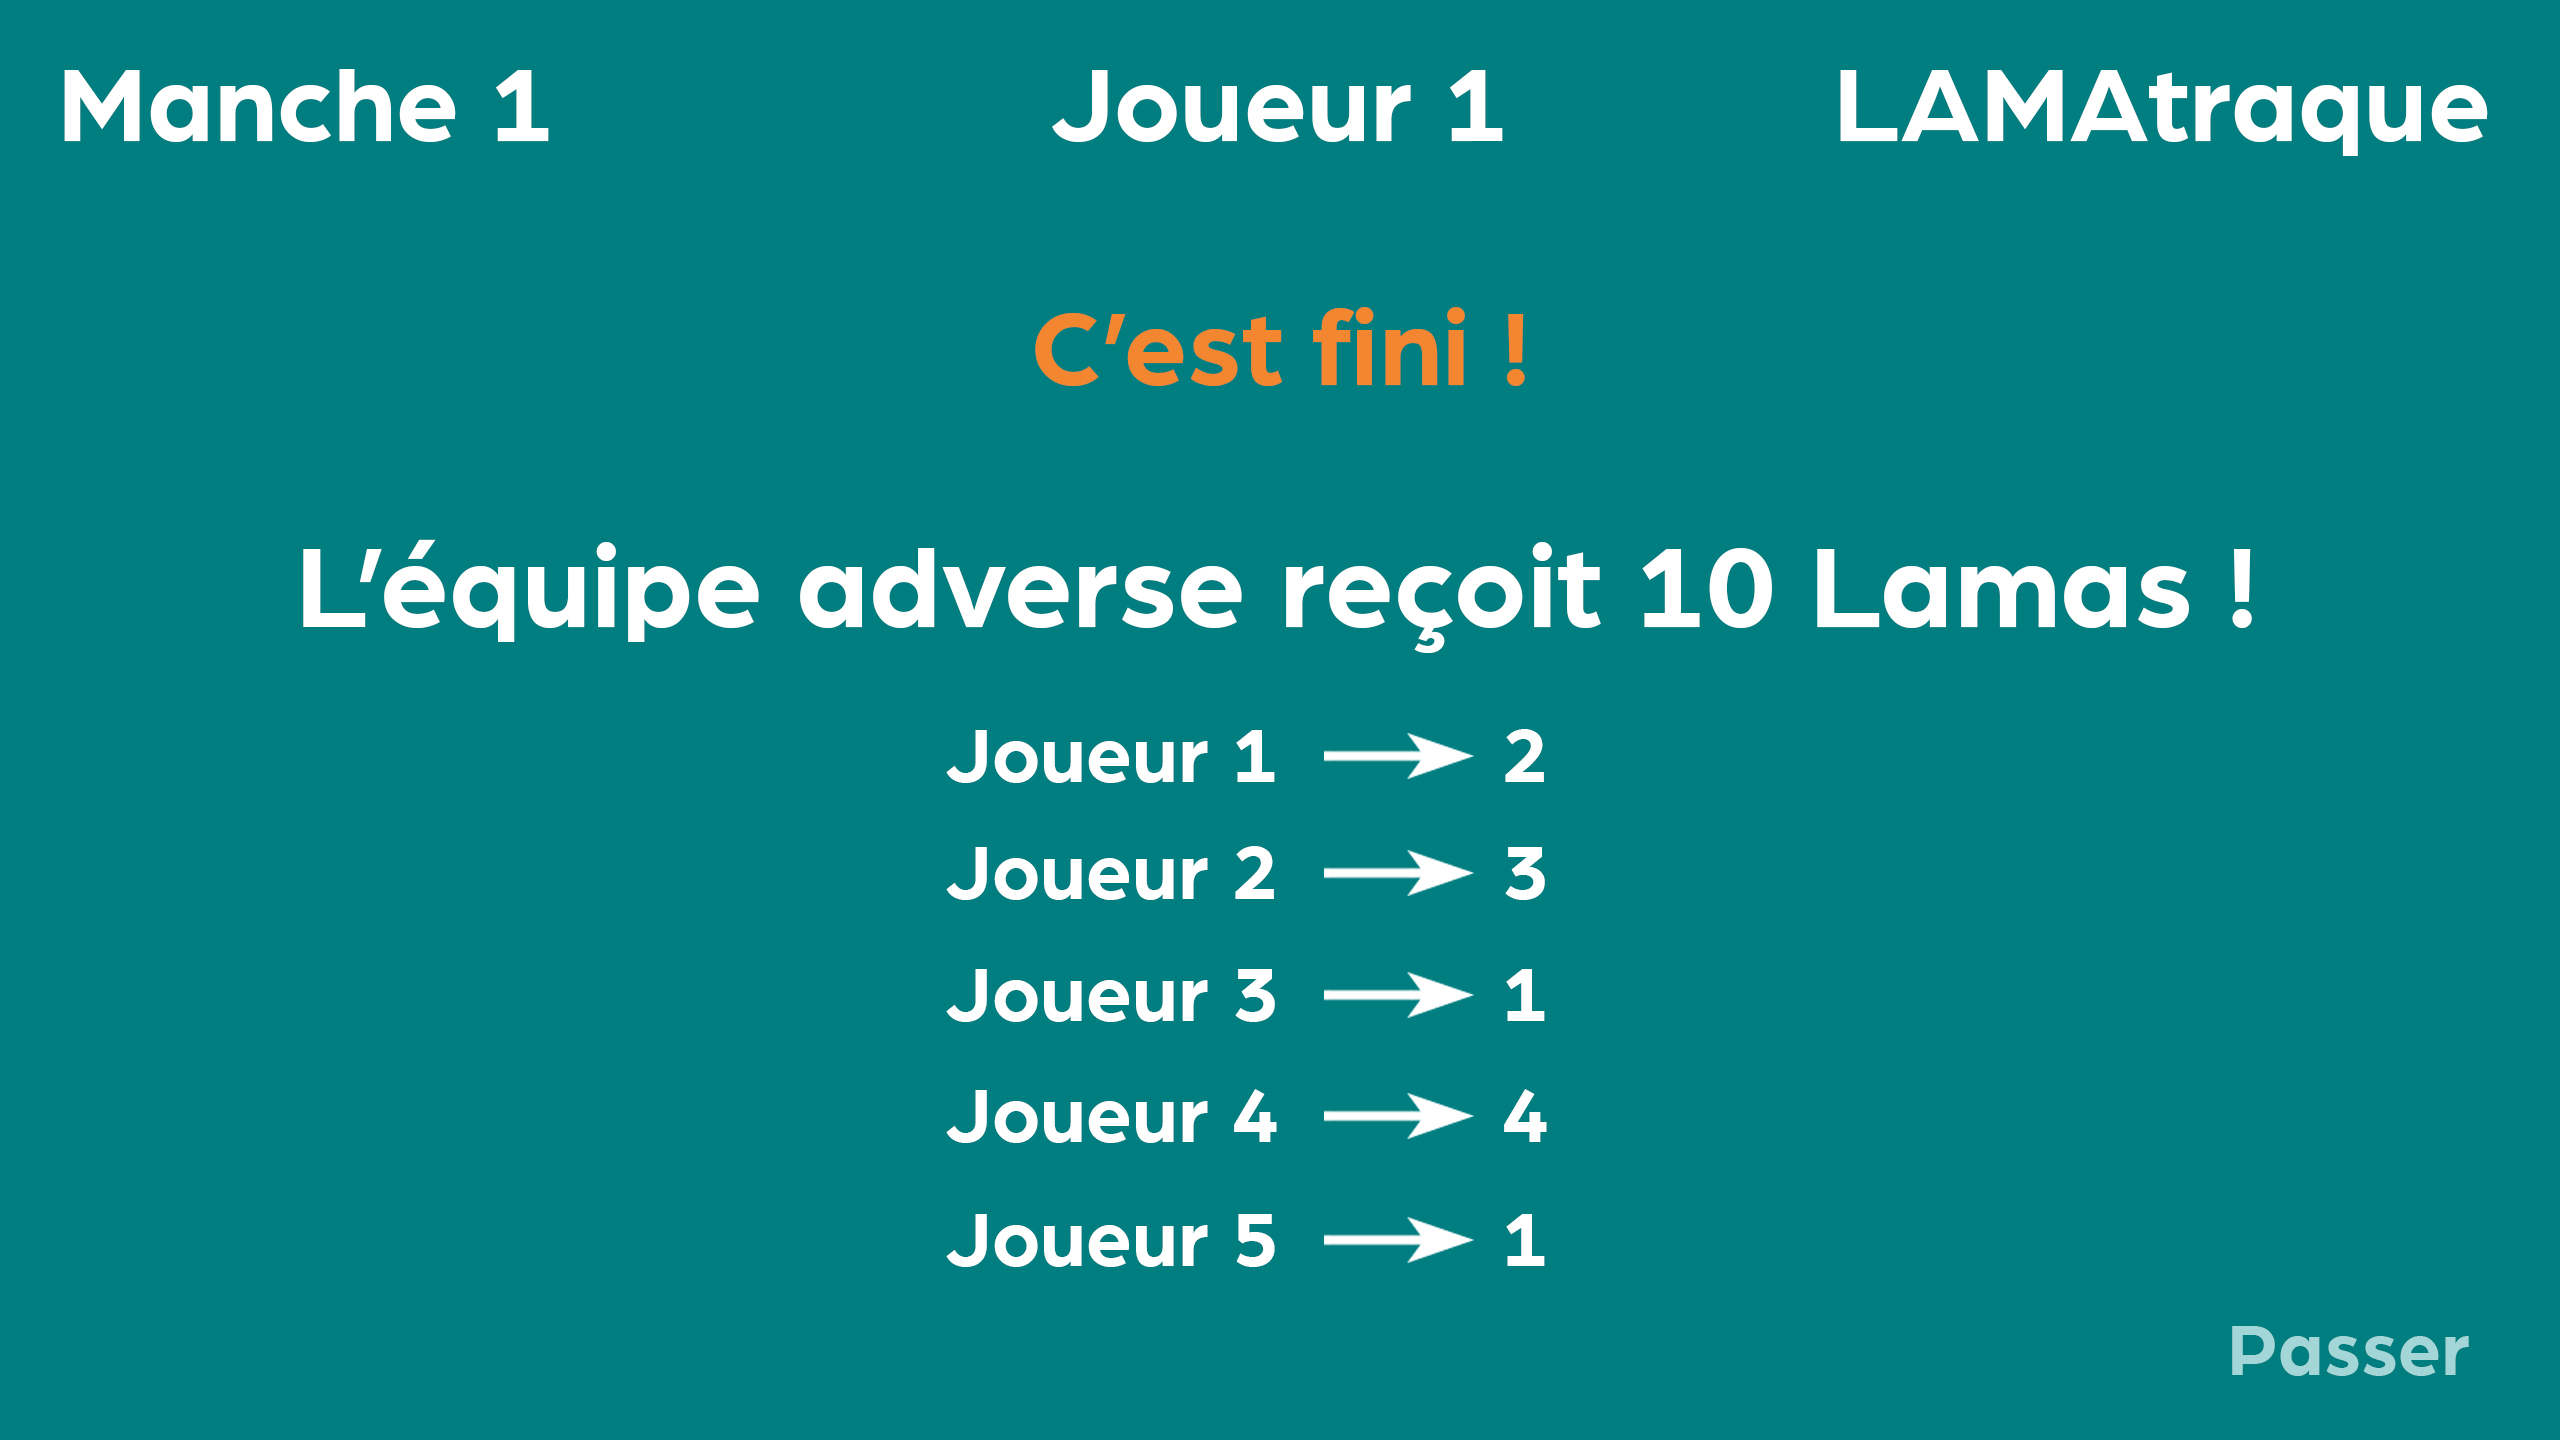 Manche 1
Joueur 1
LAMAtraque
C'est fini !
L'équipe adverse reçoit 10 Lamas !
Joueur 1 → 2
Joueur 2 → 3
Joueur 3 → 1
Joueur 4 → 4
Joueur 5 → 1
Passer